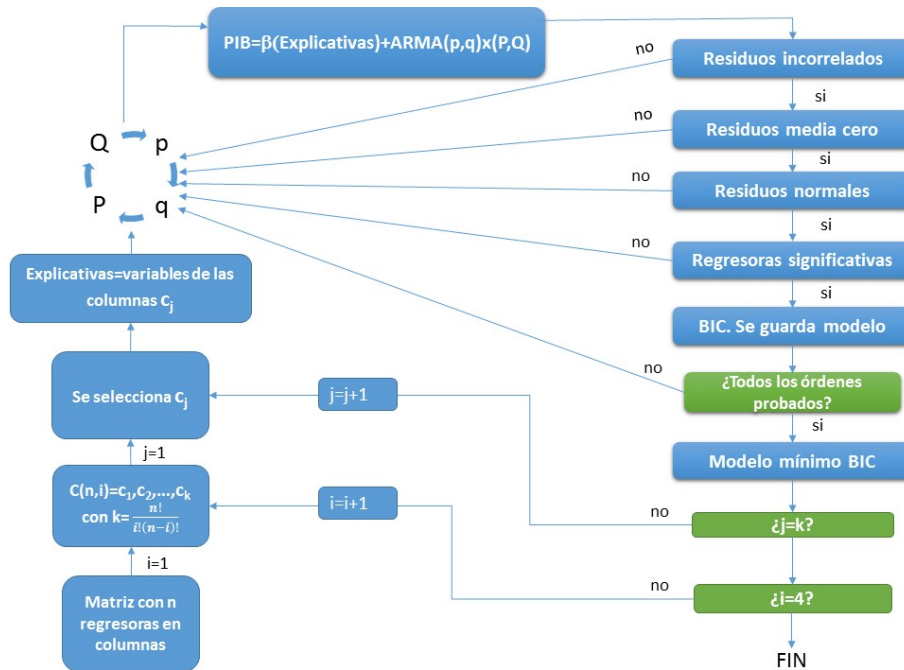 PIB=β(Explicativas)+ARMA(p,q)x(P,Q)
no
Residuos incorrelados
si
no
Residuos media cero
si
no
Residuos normales
si
no
Regresoras significativas
si
BIC. Se guarda modelo
no
¿Todos los órdenes
probados?
si
Modelo mínimo BIC
no
¿j=k?
no
¿i=4?
FIN
Q p
P q
Explicativas=variables de las
columnas Cj
Se selecciona Cj
j=j+1
j=1
C(n,i)=c1,c2,...,ck
con k=n!/i!(n−i)!
i=i+1
i=1
Matriz con n
regresoras en
columnas